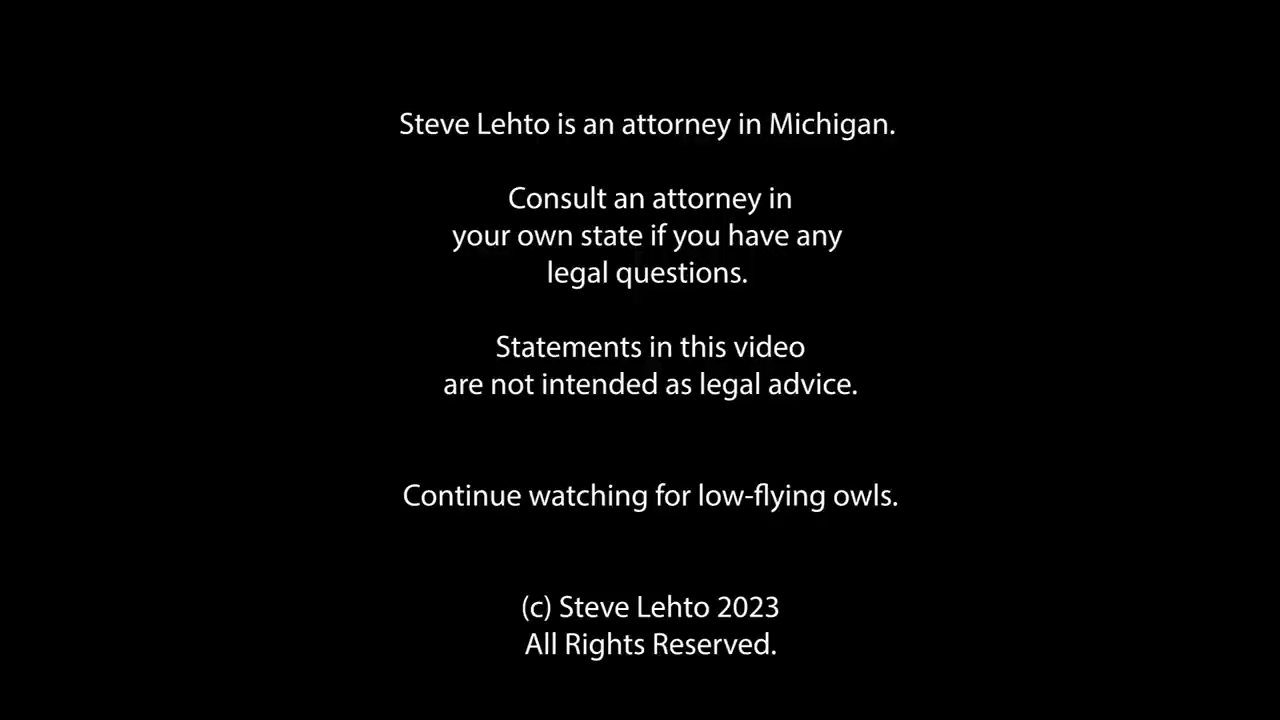 Steve Lehto is an attorney in Michigan.
Consult an attorney in
your own state if you have any
legal questions.
Statements in this video
are not intended as legal advice.
Continue watching for low-flying owls.
(c) Steve Lehto 2023
All Rights Reserved.